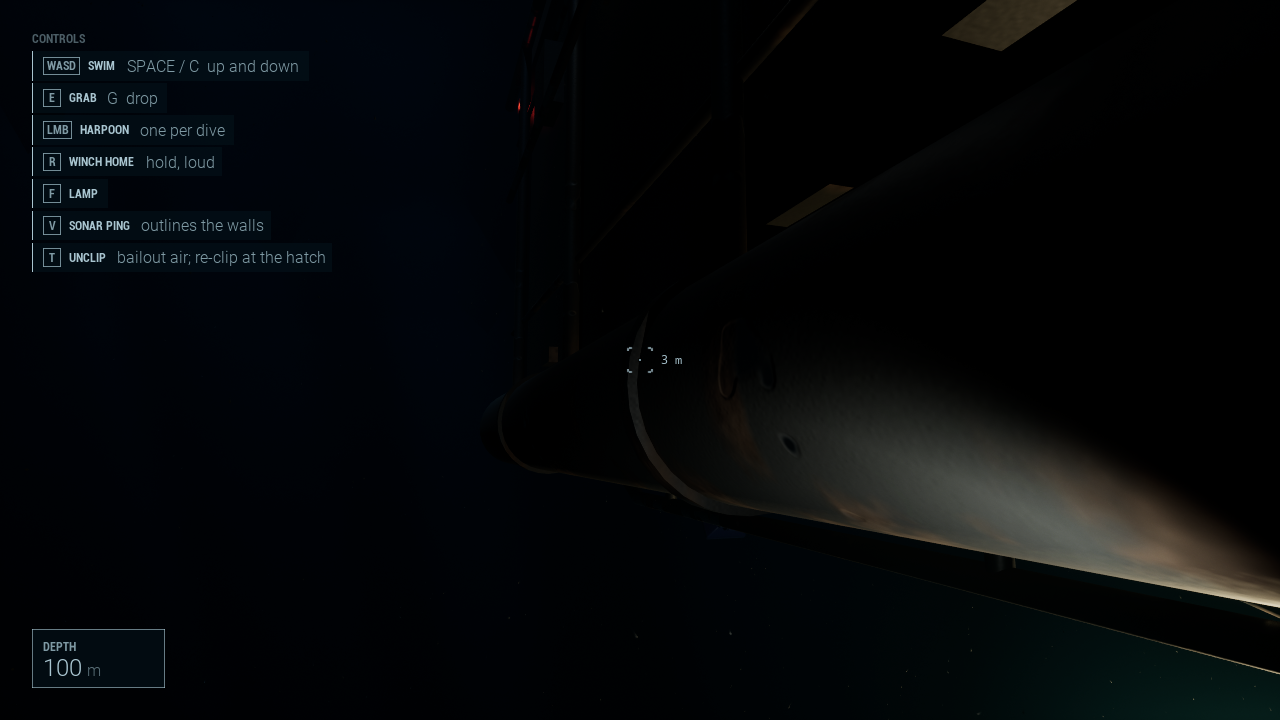 CONTROLS
WASD SWIM SPACE / C up and down
E GRAB G drop
LMB HARPOON one per dive
R WINCH HOME hold, loud
F LAMP
V SONAR PING outlines the walls
T UNCLIP bailout air; re-clip at the hatch
3 m
DEPTH
100 m